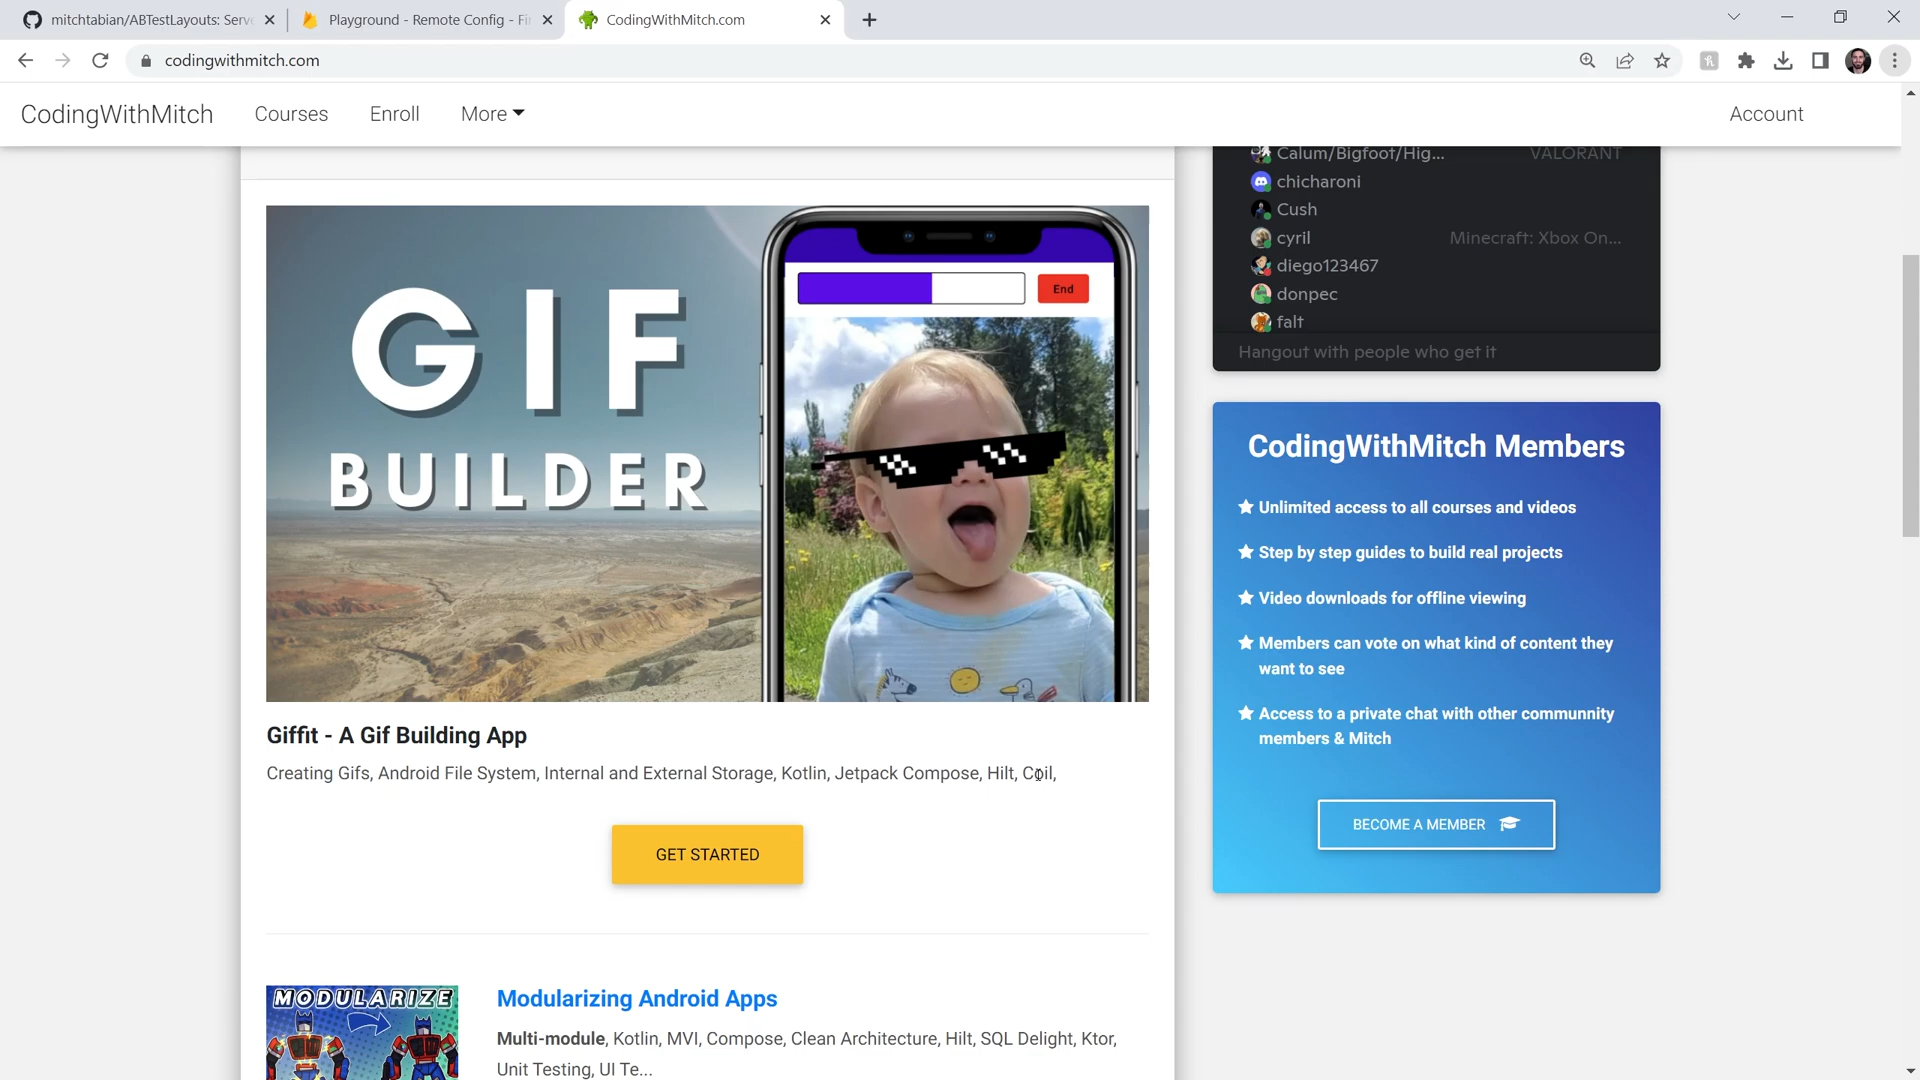 mitchtabian/ABTestLayouts: Serve
Playground - Remote Config - Fi
CodingWithMitch.com
codingwithmitch.com
CodingWithMitch
Courses
Enroll
More
Account
Calum/Bigfoot/Hig... VALORANT
chicharoni
Cush
cyril Minecraft: Xbox On...
diego123467
donpec
falt
Hangout with people who get it
GIF
BUILDER
End
Giffit - A Gif Building App
Creating Gifs, Android File System, Internal and External Storage, Kotlin, Jetpack Compose, Hilt, Coil,
GET STARTED
CodingWithMitch Members
Unlimited access to all courses and videos
Step by step guides to build real projects
Video downloads for offline viewing
Members can vote on what kind of content they
want to see
Access to a private chat with other communnity
members & Mitch
BECOME A MEMBER
MODULARIZE
Modularizing Android Apps
Multi-module, Kotlin, MVI, Compose, Clean Architecture, Hilt, SQL Delight, Ktor,
Unit Testing, UI Te...